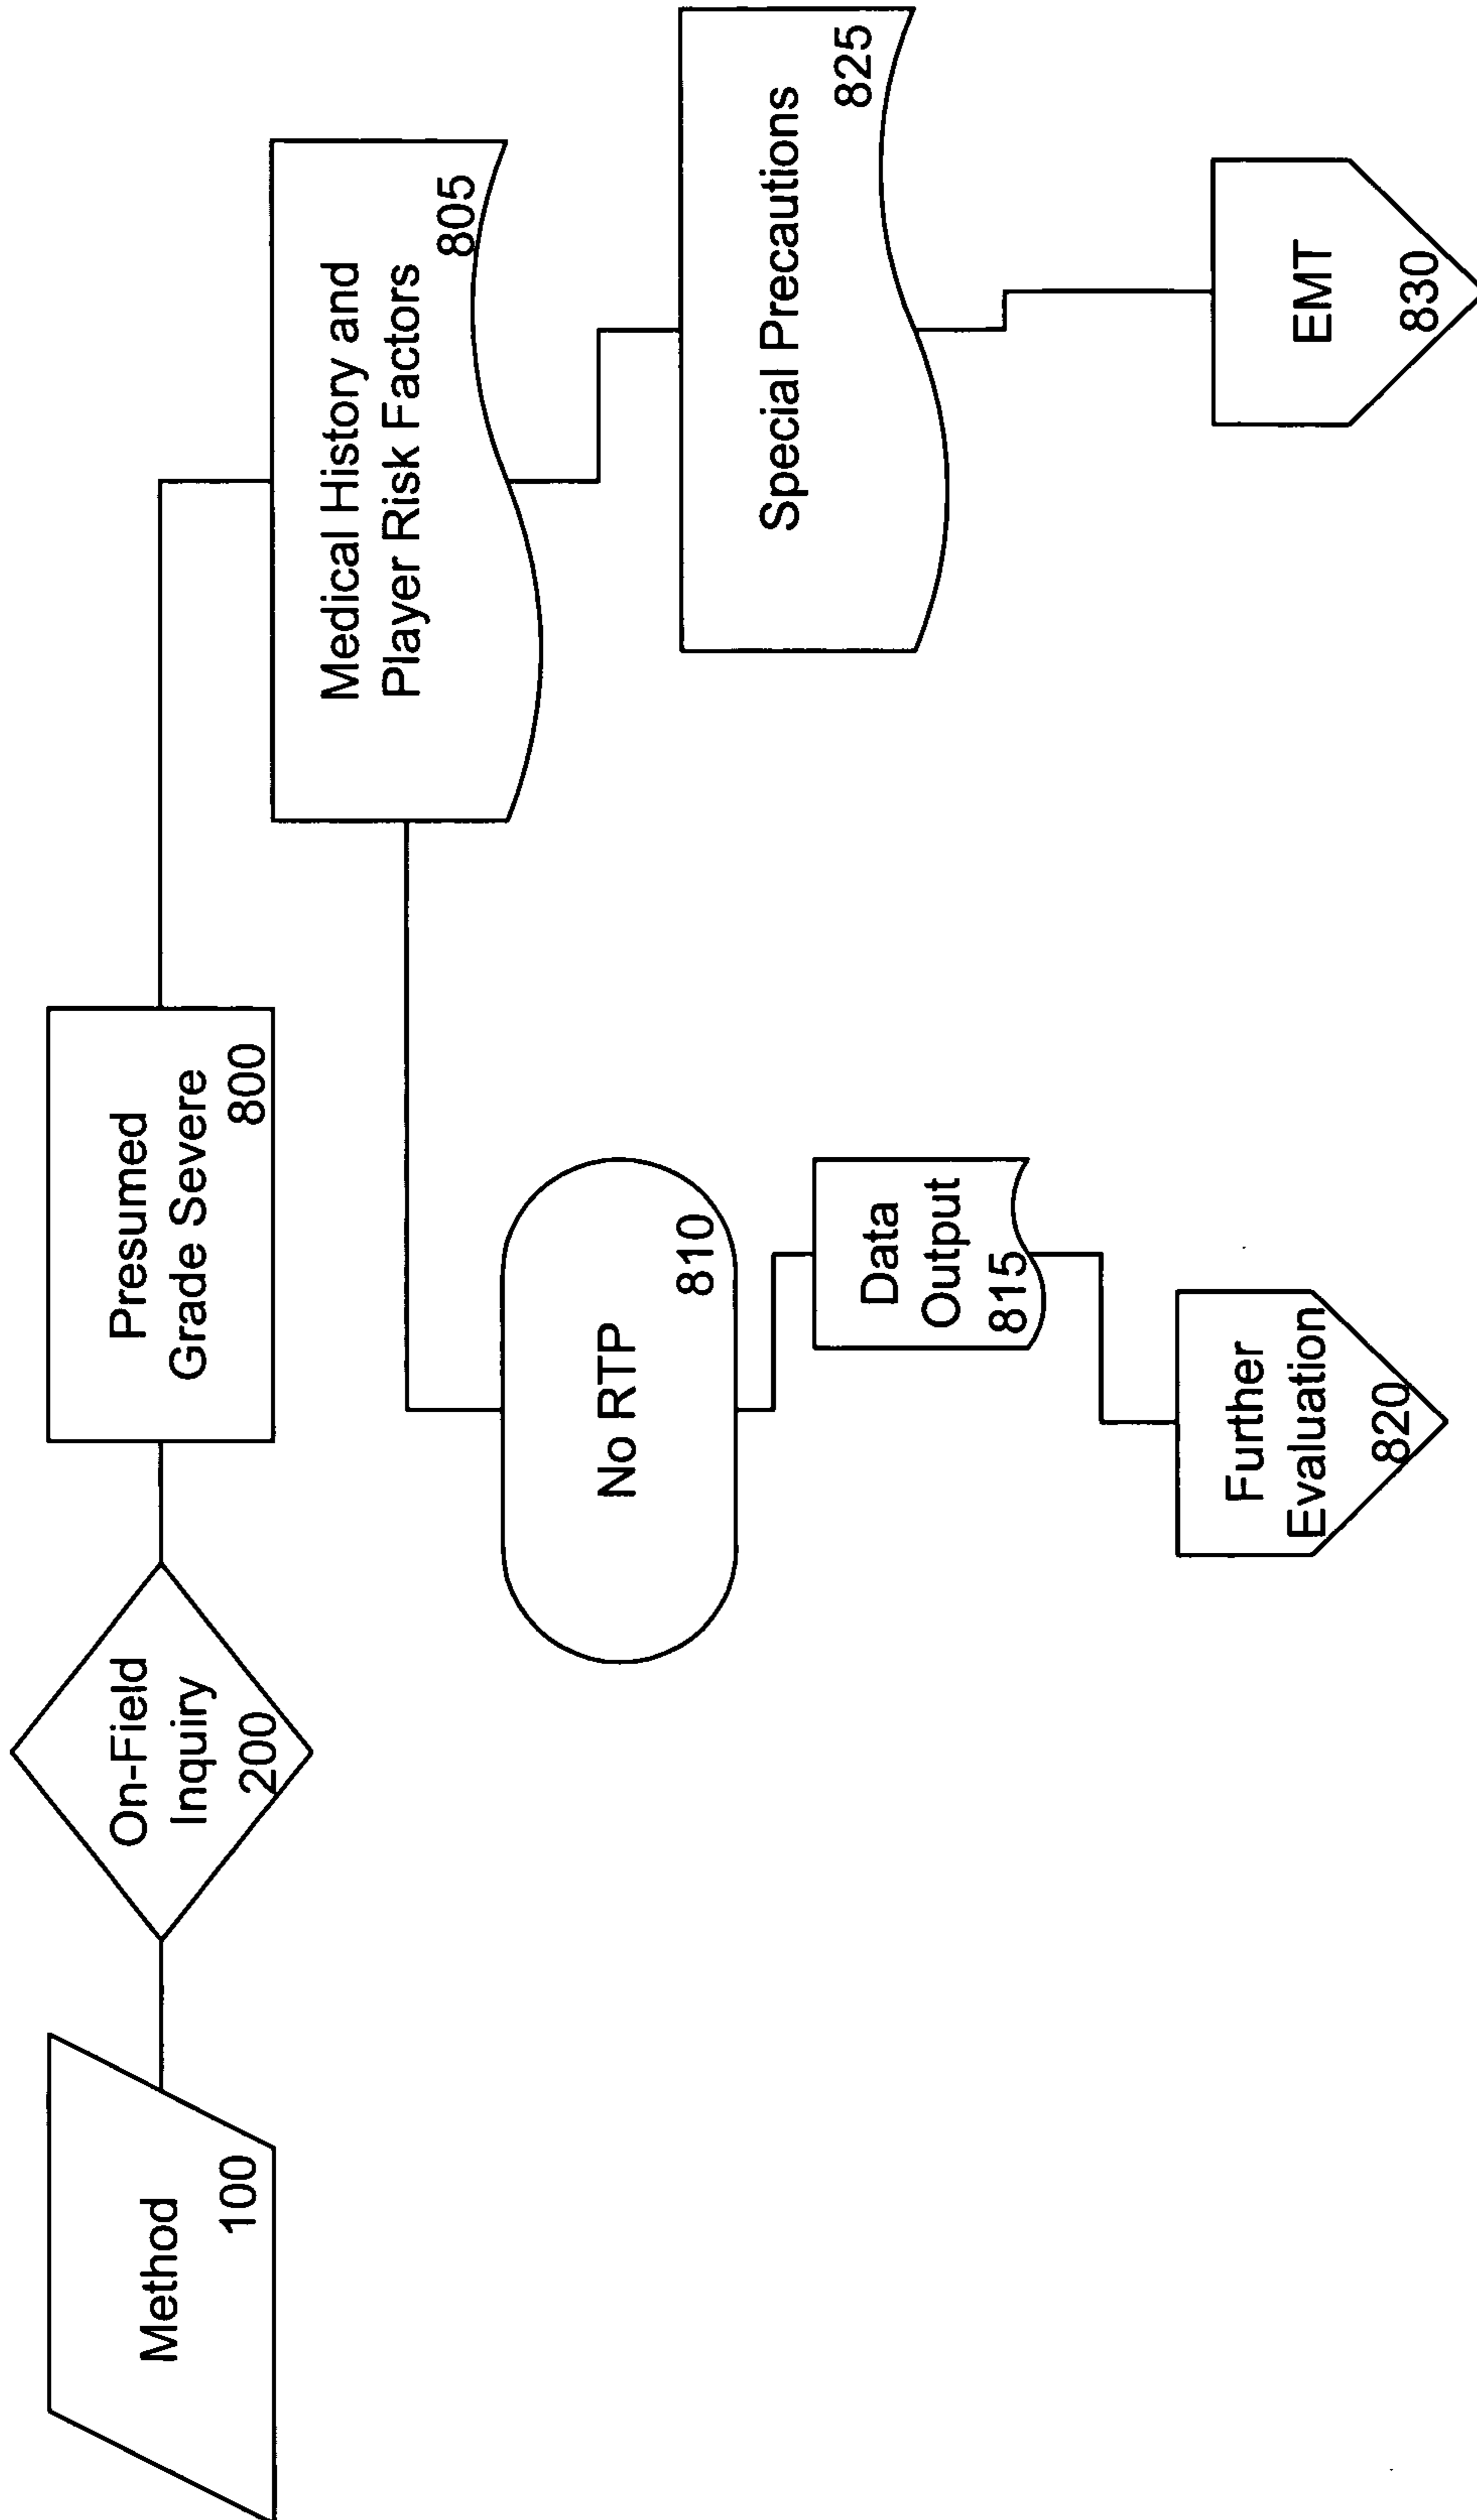 Method
100
On-Field
Inquiry
200
Presumed
Grade Severe
800
Medical History and
Player Risk Factors
805
No RTP
810
Data
Output
815
Further
Evaluation
820
Special Precautions
825
EMT
830